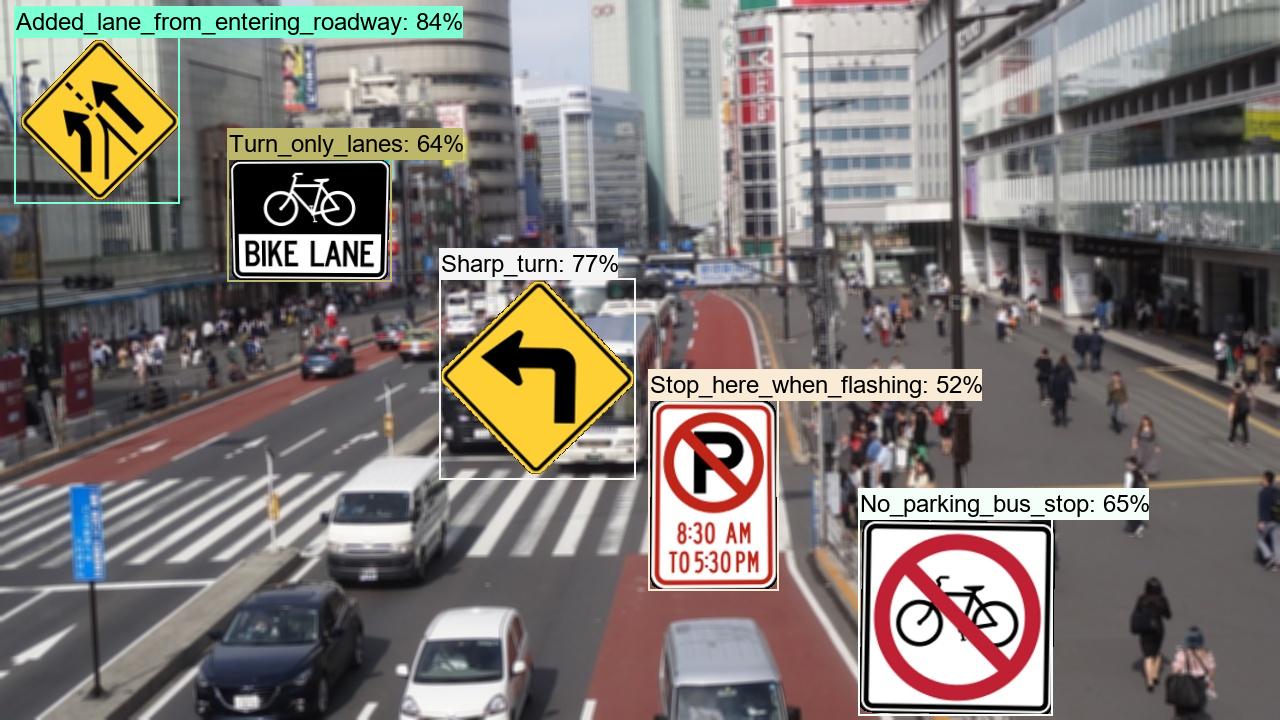 Added_lane_from_entering_roadway: 84%
Turn_only_lanes: 64%
BIKE LANE
Sharp_turn: 77%
Stop_here_when_flashing: 52%
P
8:30 AM
TO 5:30 PM
No_parking_bus_stop: 65%